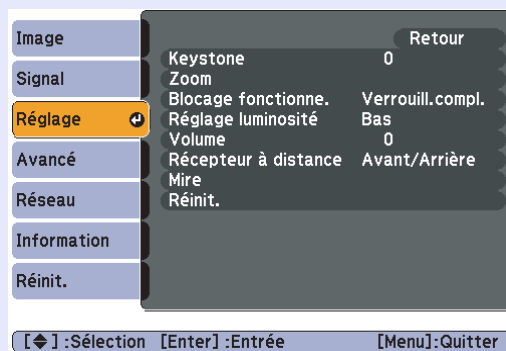 Image
Signal
Réglage
Avancé
Réseau
Information
Réinit.
Retour
Keystone 0
Zoom
Blocage fonctionne. Verrouill.compl.
Réglage luminosité Bas
Volume 0
Récepteur à distance Avant/Arrière
Mire
Réinit.
[◆] :Sélection [Enter] :Entrée [Menu]:Quitter